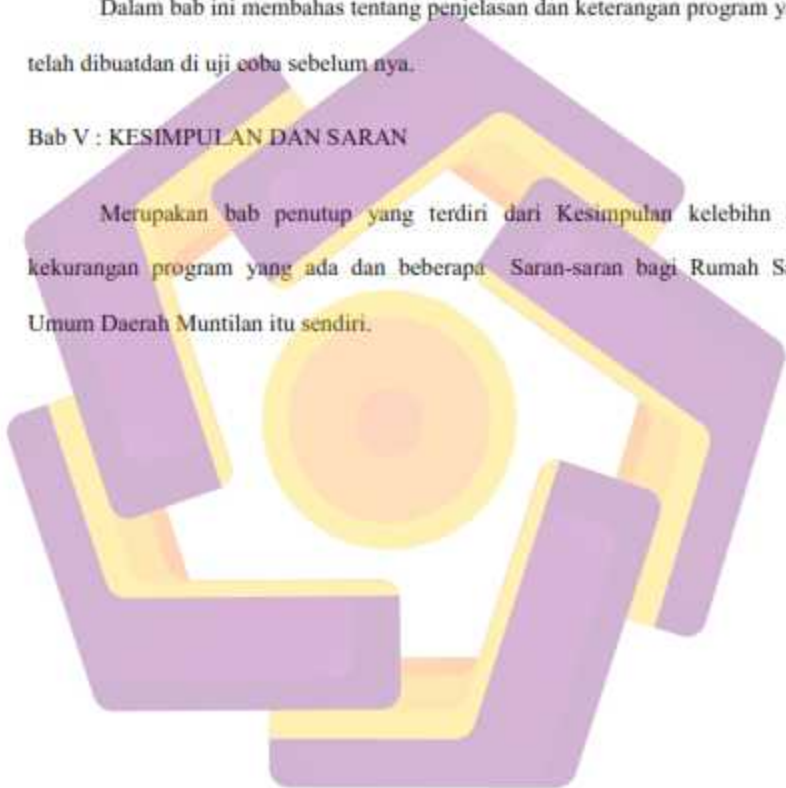 Dalam bab ini membahas tentang penjelasan dan keterangan program y
telah dibuatdan di uji coba sebelum nya.
Bab V : KESIMPULAN DAN SARAN
Merupakan bab penutup yang terdiri dari Kesimpulan kelebihn
kekurangan program yang ada dan beberapa Saran-saran bagi Rumah S
Umum Daerah Muntilan itu sendiri.